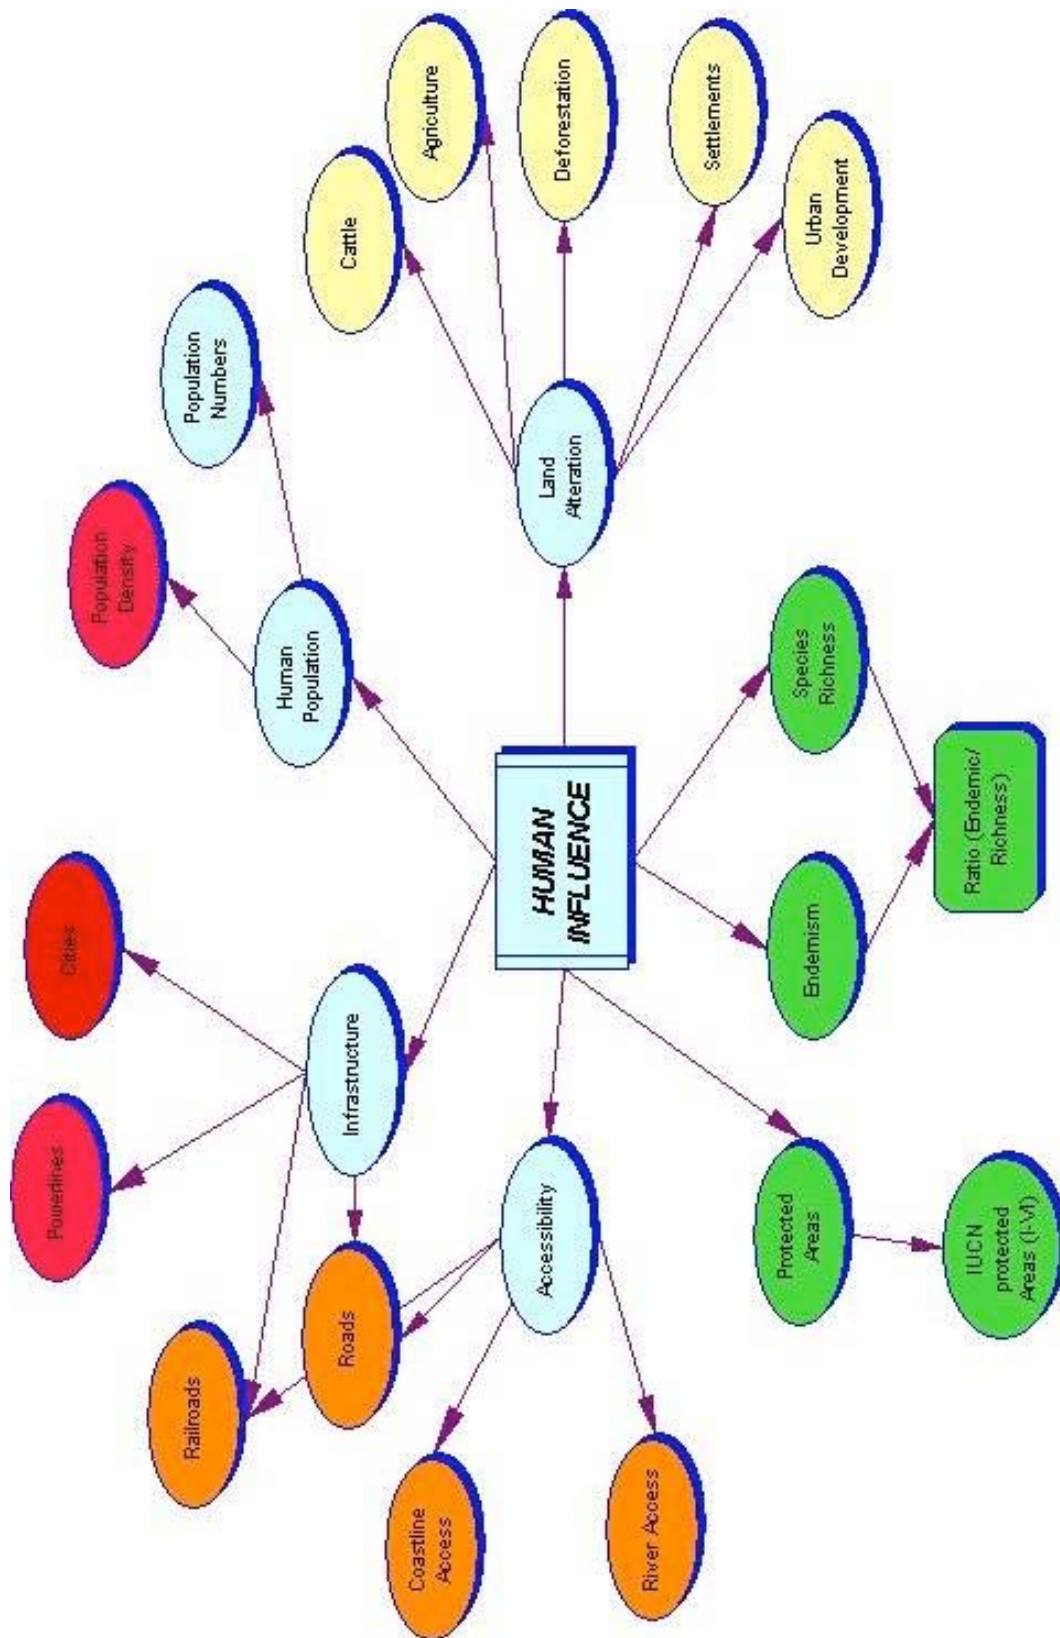 Powerlines
Cities
Population
Density
Population
Numbers
Railroads
Infrastructure
Human
Population
Cattle
Roads
Agriculture
Coastline
Access
Accessibility
HUMAN
INFLUENCE
Land
Alteration
Deforestation
River Access
Settlements
Protected
Areas
Endemism
Species
Richness
Urban
Development
IUCN
protected
Areas (I-VI)
Ratio (Endemic/
Richness)